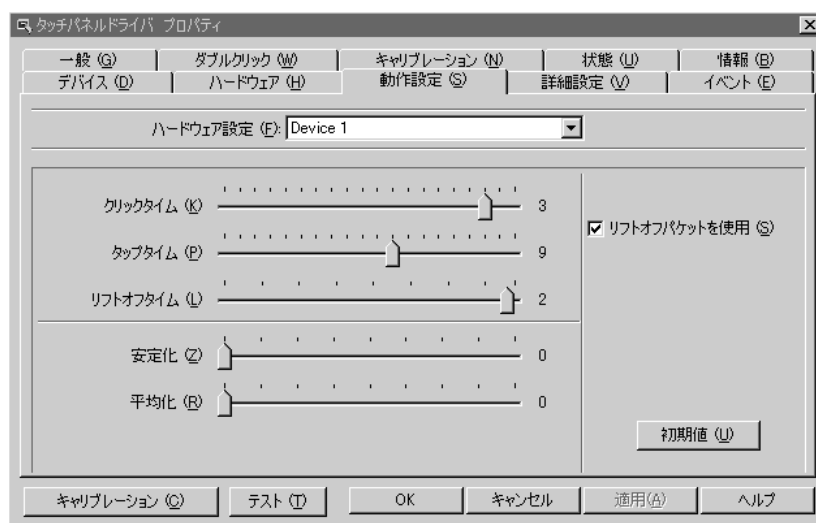 タッチパネルドライバ プロパティ
一般 (G) ダブルクリック (W) キャリブレーション (N) 状態 (U) 情報 (B)
デバイス (D) ハードウェア (H) 動作設定 (S) 詳細設定 (V) イベント (E)
ハードウェア設定 (F): Device 1
クリックタイム (K) 3
タップタイム (P) 9
リフトオフタイム (L) 2
安定化 (Z) 0
平均化 (R) 0
リフトオフパケットを使用 (S)
初期値 (U)
キャリブレーション (C) テスト (T) OK キャンセル 適用(A) ヘルプ